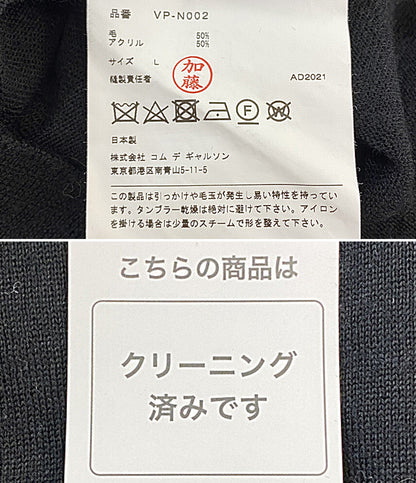 品番 VP-N002
毛 50%
アクリル 50%
サイズ L
縫製責任者 加藤 AD2021
日本製
株式会社 コム デ ギャルソン
東京都港区南青山5-11-5
この製品は引っかけや毛玉が発生し易い特性を持ってい
ます。タンブラー乾燥は絶対に避けて下さい。アイロン
を掛ける場合は少量のスチームで形を整えて下さい。
こちらの商品は
クリーニング
済みです